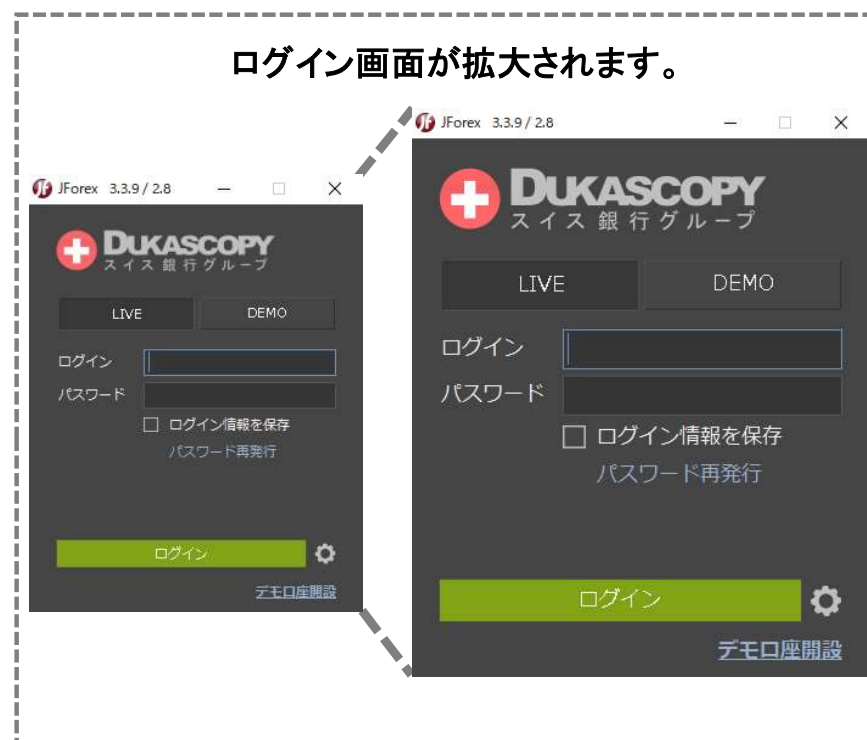 ログイン画面が拡大されます。
JForex 3.3.9 / 2.8
DUKASCOPY
スイス銀行グループ
LIVE DEMO
ログイン
パスワード
ログイン情報を保存
パスワード再発行
ログイン
デモ口座開設
JForex 3.3.9 / 2.8
DUKASCOPY
スイス銀行グループ
LIVE DEMO
ログイン
パスワード
ログイン情報を保存
パスワード再発行
ログイン
デモ口座開設